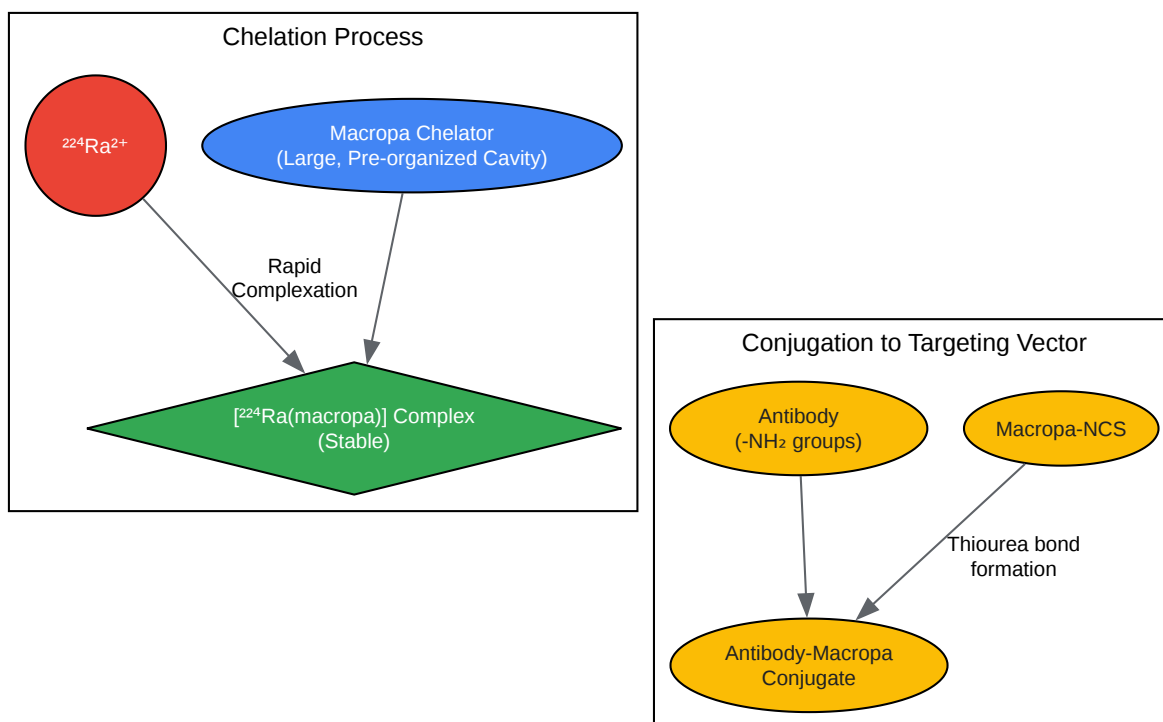 Chelation Process
²²⁴Ra²⁺
Macropa Chelator
(Large, Pre-organized Cavity)
Rapid
Complexation
[²²⁴Ra(macropa)] Complex
(Stable)
Conjugation to Targeting Vector
Antibody
(-NH₂ groups)
Macropa-NCS
Thiourea bond
formation
Antibody-Macropa
Conjugate